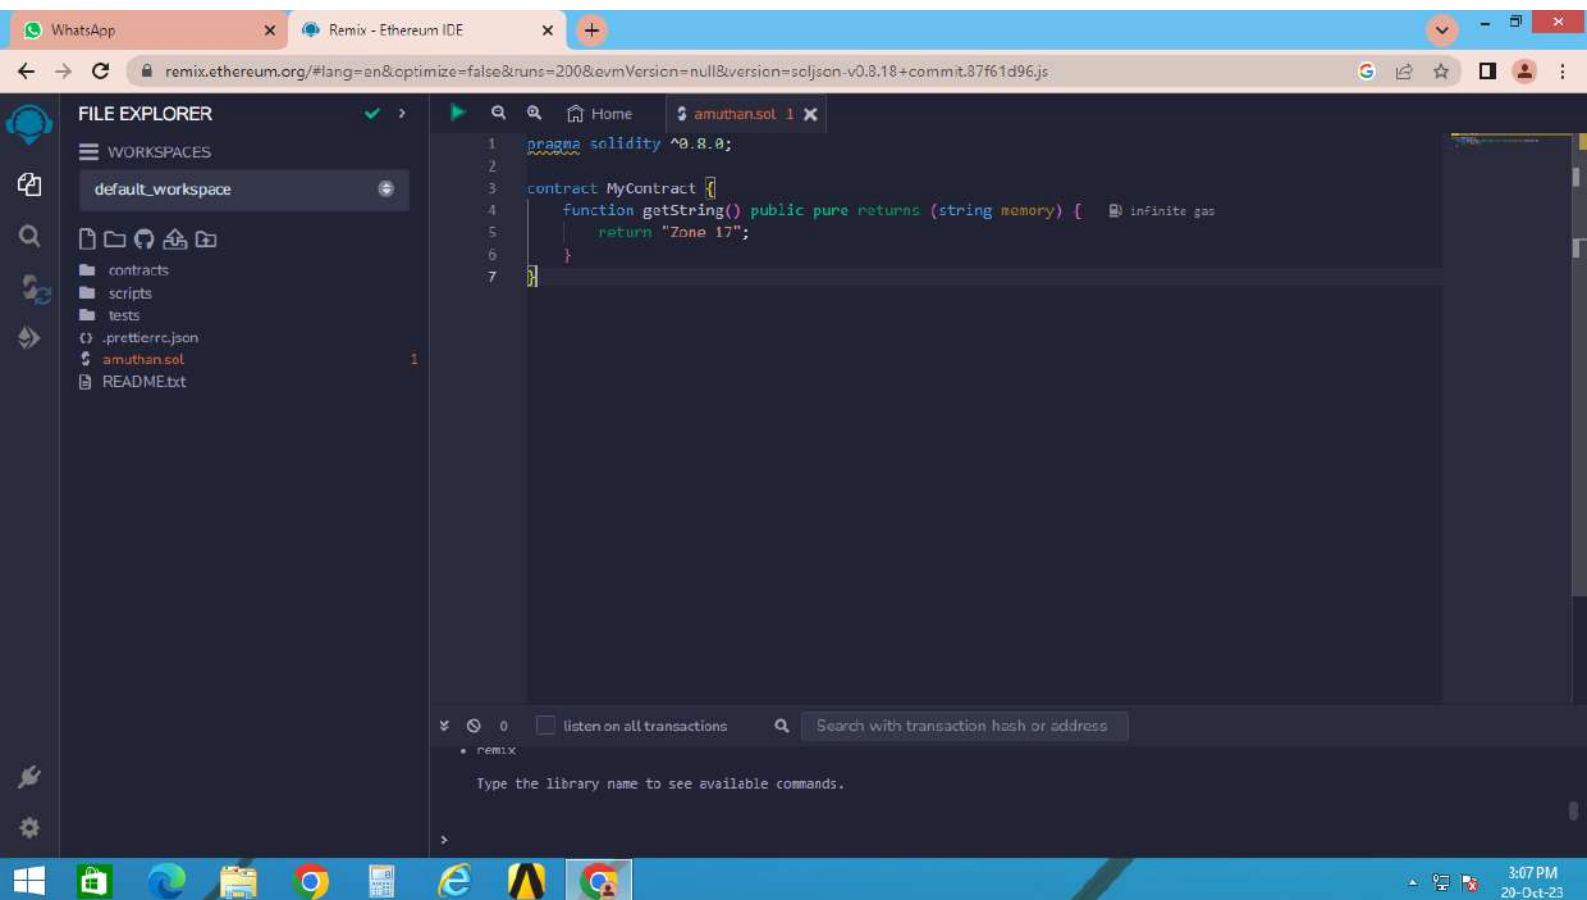 WhatsApp
Remix - Ethereum IDE
remix.ethereum.org/#lang=en&optimize=false&runs=200&evmVersion=null&version=soljson-v0.8.18+commit.87f61d96.js
FILE EXPLORER
WORKSPACES
default_workspace
contracts
scripts
tests
.prettierrc.json
amuthan.sol 1
README.txt
Home amuthan.sol 1
1 pragma solidity ^0.8.0;
2
3 contract MyContract {
4 function getString() public pure returns (string memory) { infinite gas
5 return "Zone 17";
6 }
7 }
0 listen on all transactions Search with transaction hash or address
• remix
Type the library name to see available commands.
>
3:07 PM
20-Oct-23